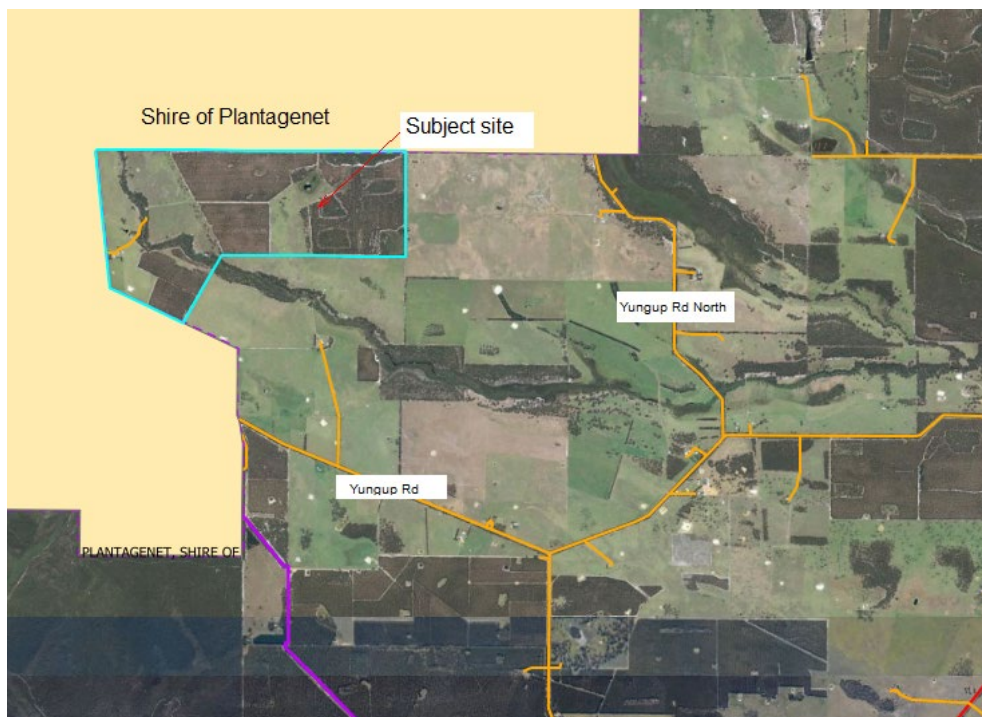 Shire of Plantagenet
Subject site
Yungup Rd North
Yungup Rd
PLANTAGENET, SHIRE OF